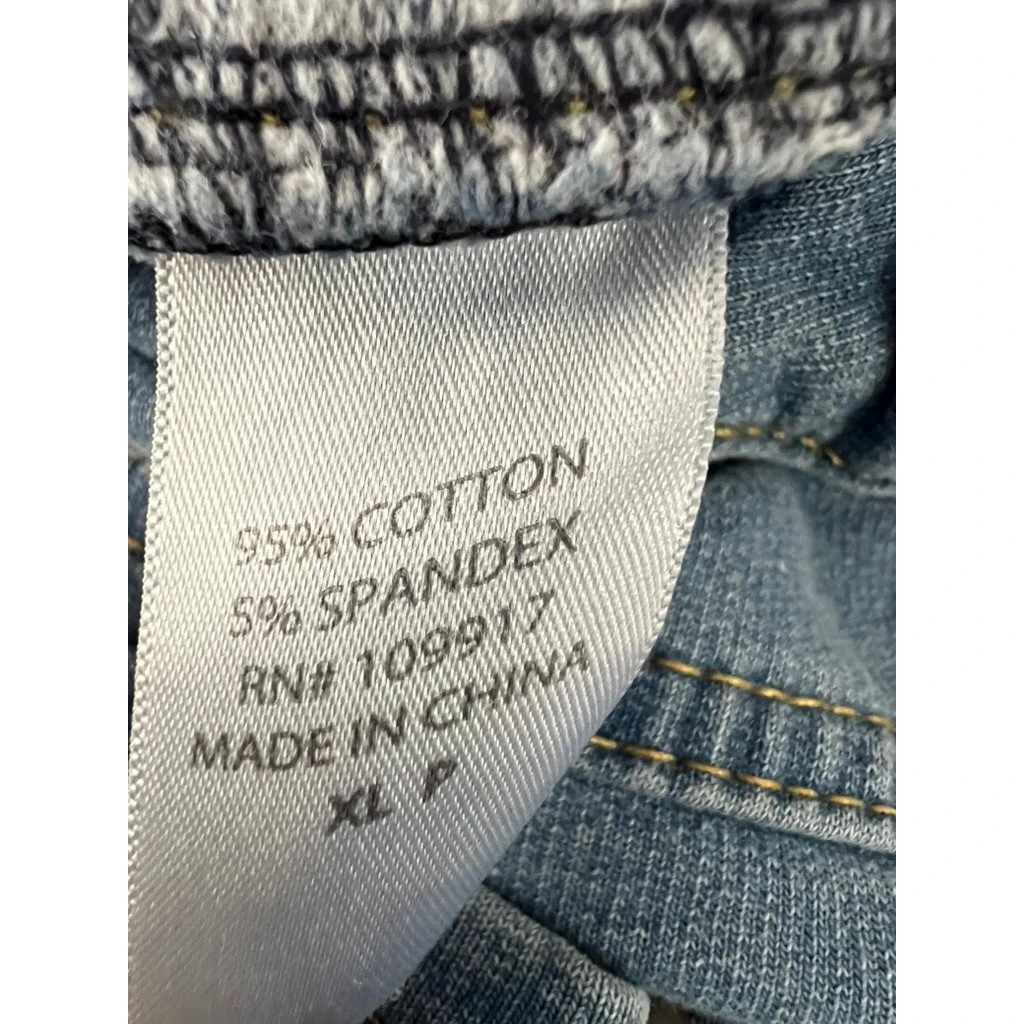 95% COTTON
5% SPANDEX
RN# 109917
MADE IN CHINA
XL P